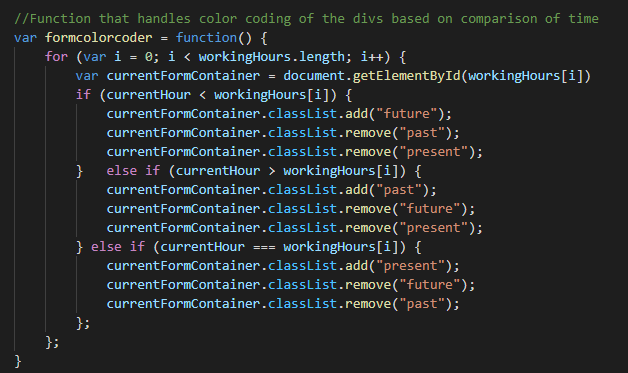 //Function that handles color coding of the divs based on comparison of time
var formcolorcoder = function() {
    for (var i = 0; i < workingHours.length; i++) {
        var currentFormContainer = document.getElementById(workingHours[i])
        if (currentHour < workingHours[i]) {
            currentFormContainer.classList.add("future");
            currentFormContainer.classList.remove("past");
            currentFormContainer.classList.remove("present");
        }   else if (currentHour > workingHours[i]) {
            currentFormContainer.classList.add("past");
            currentFormContainer.classList.remove("future");
            currentFormContainer.classList.remove("present");
        } else if (currentHour === workingHours[i]) {
            currentFormContainer.classList.add("present");
            currentFormContainer.classList.remove("future");
            currentFormContainer.classList.remove("past");
        };
    };
}